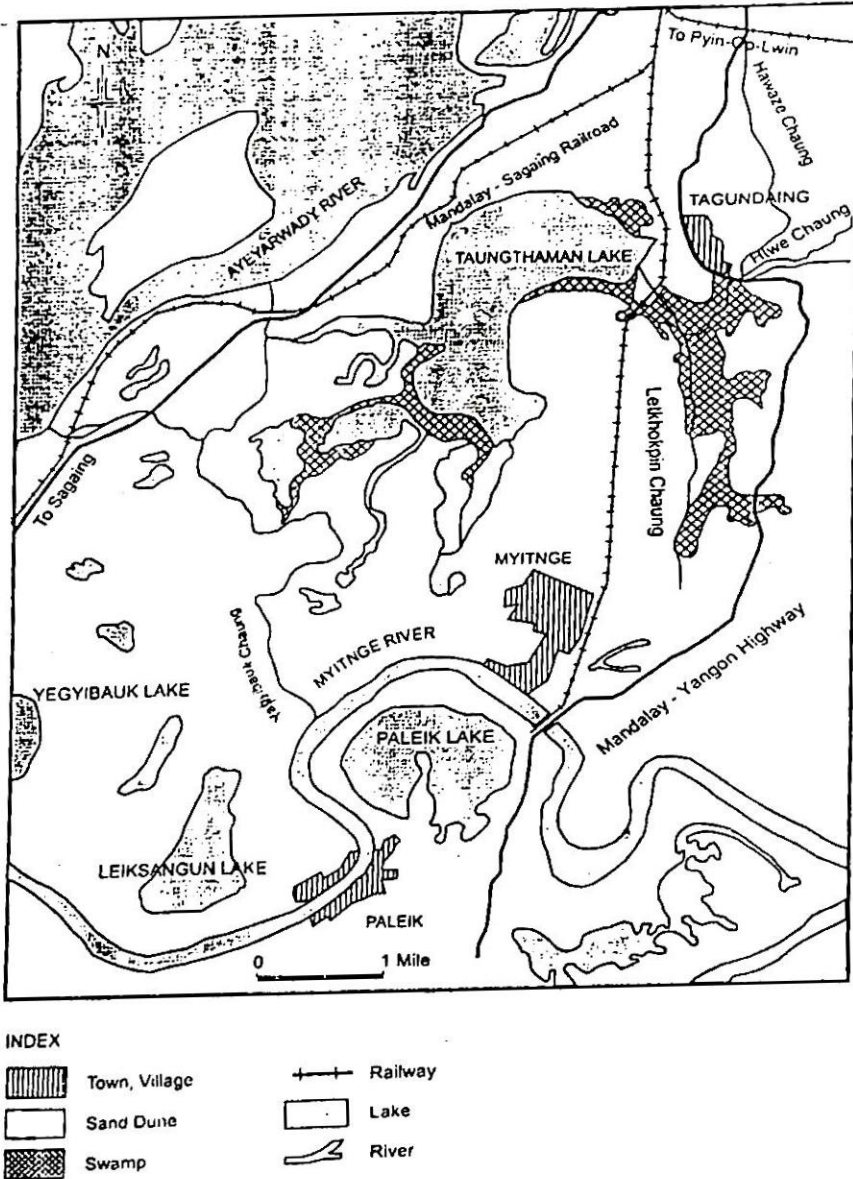 N
To Pyin-Oo-Lwin
Hawaze Chaung
Mandalay - Sagaing Railroad
AYEYARWADY RIVER
TAGUNDAING
Hlwe Chaung
TAUNGTHAMAN LAKE
Leikhokpin Chaung
To Sagaing
MYITNGE
Chaung
MYITNGE RIVER
YEGYIBAUK LAKE
Mandalay - Yangon Highway
PALEIK LAKE
LEIKSANGUN LAKE
PALEIK
0 1 Mile
INDEX
Town, Village
Railway
Sand Dune
Lake
Swamp
River